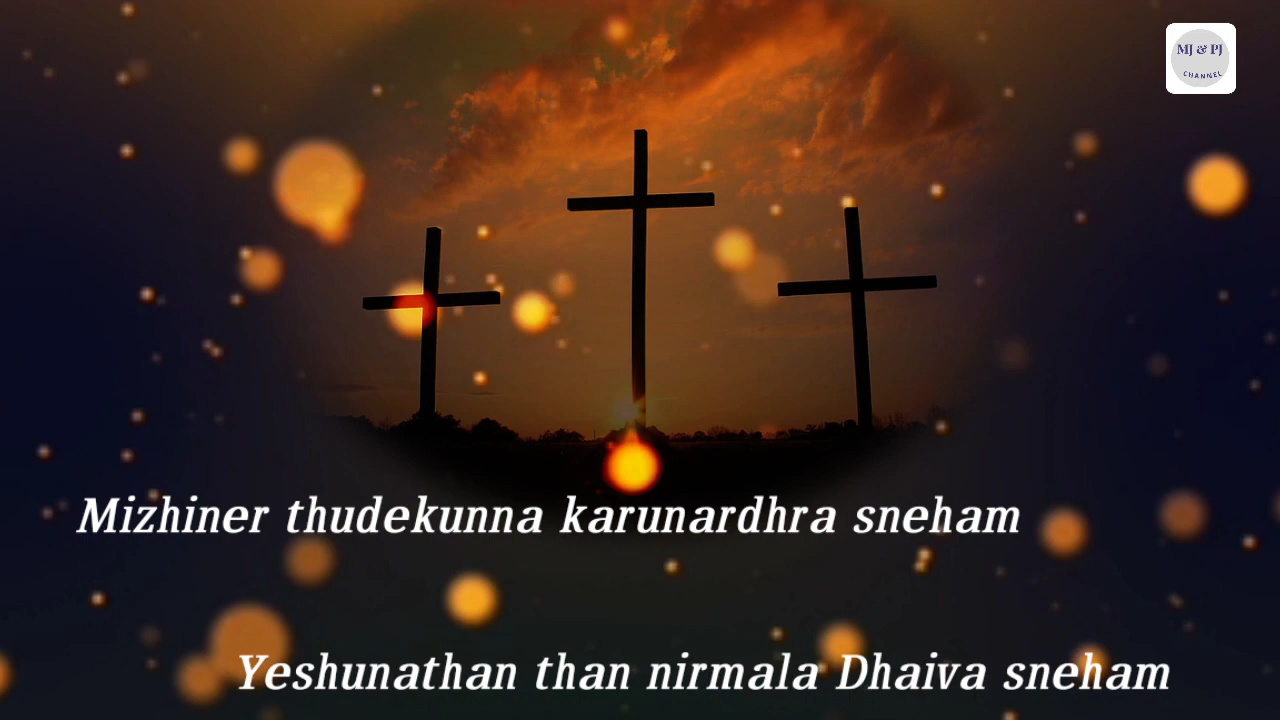 MJ & PJ
CHANNEL
Mizhiner thudekunna karunardhra sneham
Yeshunathan than nirmala Dhaiva sneham